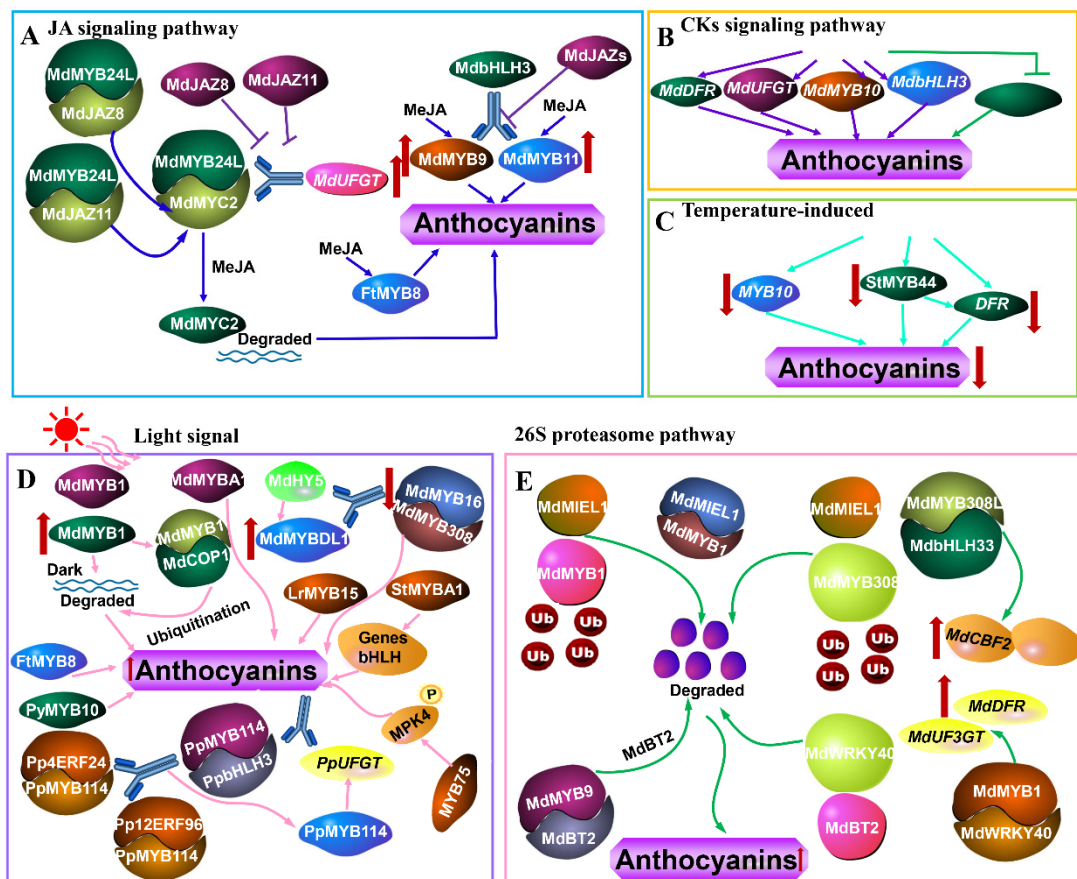 A
JA signaling pathway
MdMYB24L
MdJAZ8
MdJAZ8
MdJAZ11
MdbHLH3
MdJAZs
MeJA
MeJA
MdMYB24L
MdJAZ11
MdMYB24L
MdMYC2
MdUFGT
MdMYB9
MdMYB11
Anthocyanins
MeJA
MeJA
FtMYB8
MdMYC2
Degraded
B
CKs signaling pathway
MdDFR
MdUFGT
MdMYB10
MdbHLH3
Anthocyanins
C
Temperature-induced
MYB10
StMYB44
DFR
Anthocyanins
Light signal
D
MdMYB1
MdMYBA1
MdHY5
MdMYB16
MdMYB308
MdMYB1
MdMYB1
MdCOP1
MdMYBDL1
Dark
Degraded
Ubiquitination
LrMYB15
StMYBA1
Genes
bHLH
FtMYB8
Anthocyanins
P
MPK4
PyMYB10
Pp4ERF24
PpMYB114
PpMYB114
PpbHLH3
PpUFGT
MYB75
Pp12ERF96
PpMYB114
PpMYB114
26S proteasome pathway
E
MdMIEL1
MdMIEL1
MdMYB1
MdMIEL1
MdMYB308L
MdbHLH33
MdMYB1
MdMYB308
Ub
Ub
Ub
Ub
Ub
Ub
Ub
Ub
MdCBF2
Degraded
MdDFR
MdUF3GT
MdBT2
MdWRKY40
MdMYB9
MdBT2
MdBT2
MdMYB1
MdWRKY40
Anthocyanins